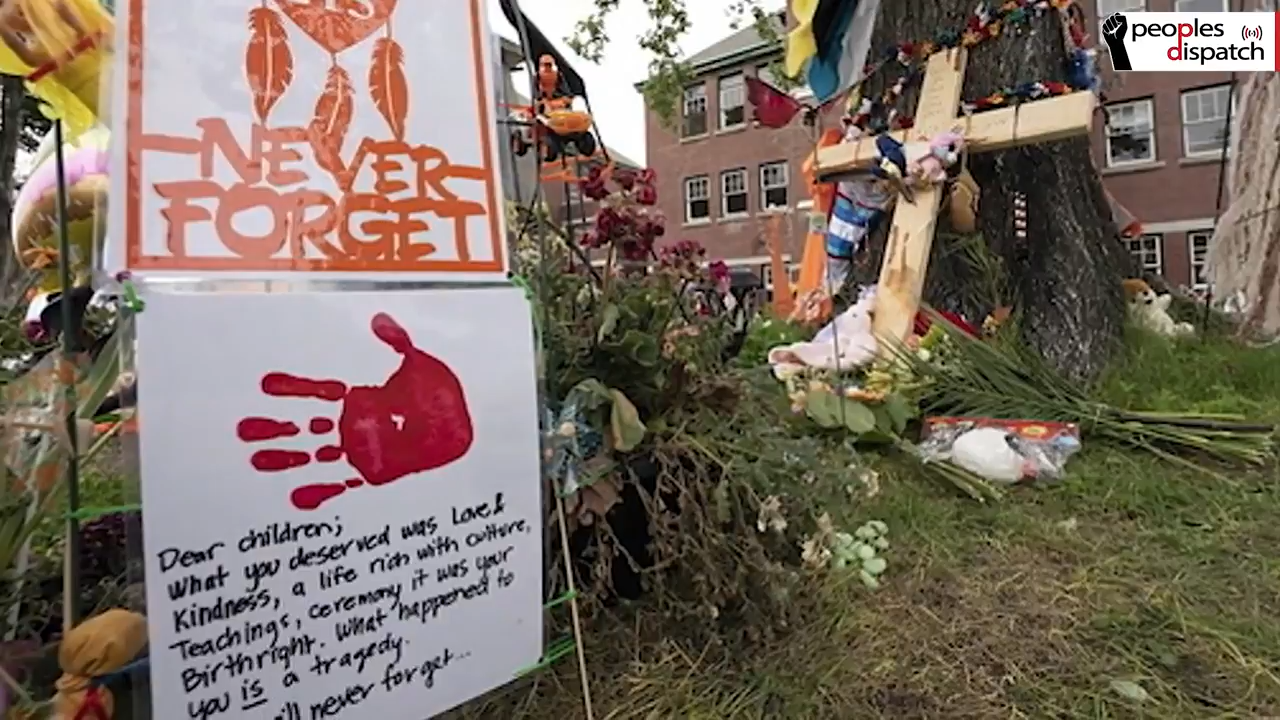 peoples
dispatch
NEVER
FORGET
Dear children;
What you deserved was Love &
Kindness, a life rich with culture,
Teachings, ceremony it was your
Birthright. What happened to
you is a tragedy.
never forget...